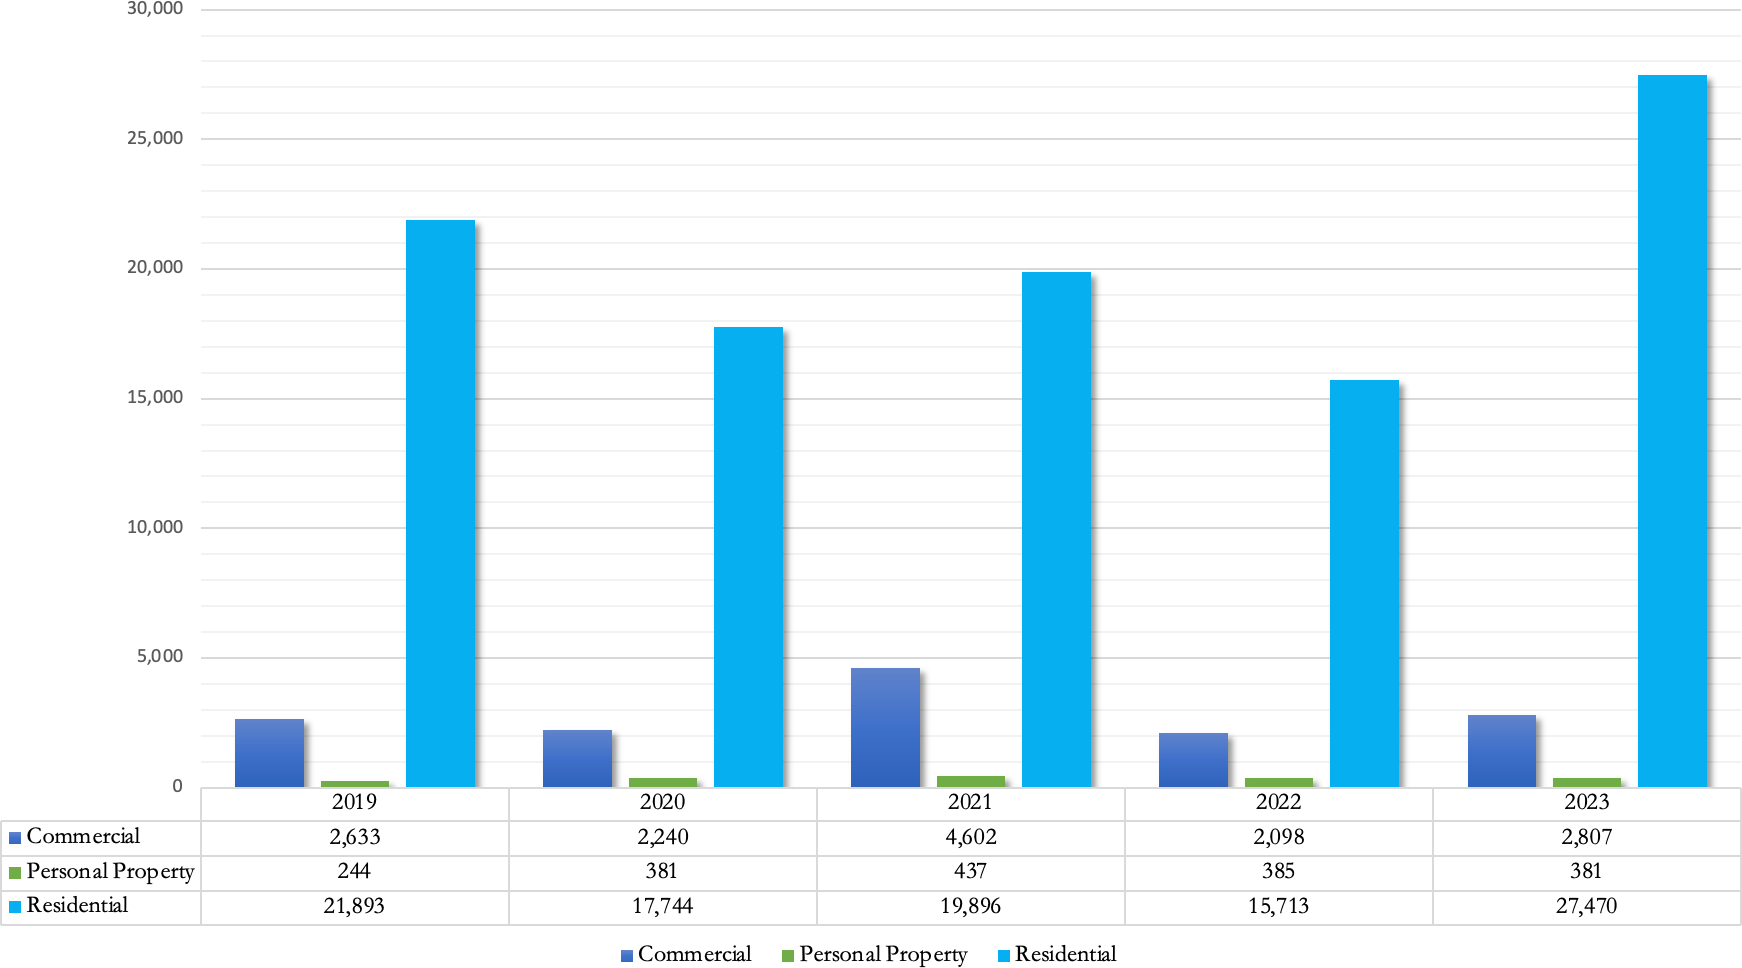 30,000
25,000
20,000
15,000
10,000
5,000
0
2019 2020 2021 2022 2023
Commercial 2,633 2,240 4,602 2,098 2,807
Personal Property 244 381 437 385 381
Residential 21,893 17,744 19,896 15,713 27,470
Commercial Personal Property Residential